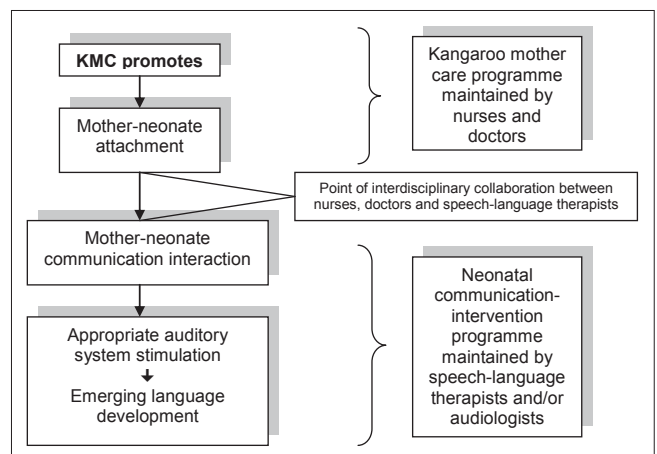 KMC promotes
Mother-neonate
attachment
Kangaroo mother
care programme
maintained by
nurses and
doctors
Point of interdisciplinary collaboration between
nurses, doctors and speech-language therapists
Mother-neonate
communication interaction
Appropriate auditory
system stimulation
Emerging language
development
Neonatal
communication-
intervention
programme
maintained by
speech-language
therapists and/or
audiologists